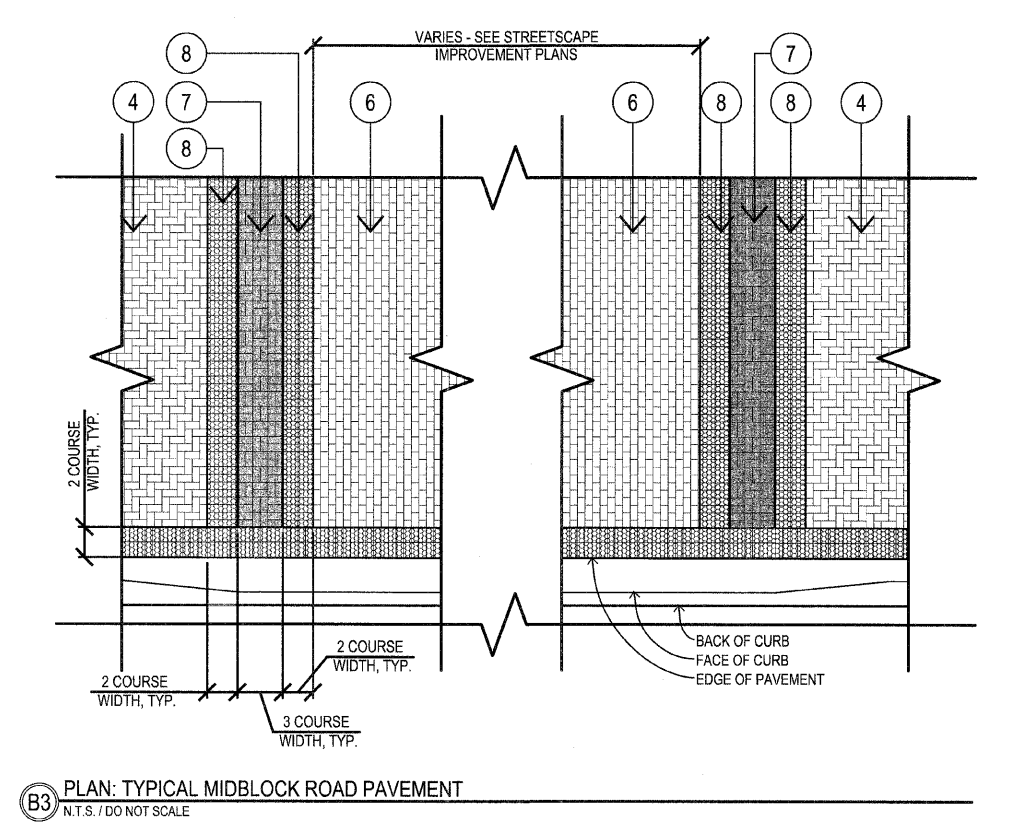 VARIES - SEE STREETSCAPE
IMPROVEMENT PLANS
8
7
4
7
6
6
8
8
4
8
2 COURSE
WIDTH, TYP.
BACK OF CURB
FACE OF CURB
EDGE OF PAVEMENT
2 COURSE
WIDTH, TYP.
2 COURSE
WIDTH, TYP.
3 COURSE
WIDTH, TYP.
B3
PLAN: TYPICAL MIDBLOCK ROAD PAVEMENT
N.T.S. / DO NOT SCALE